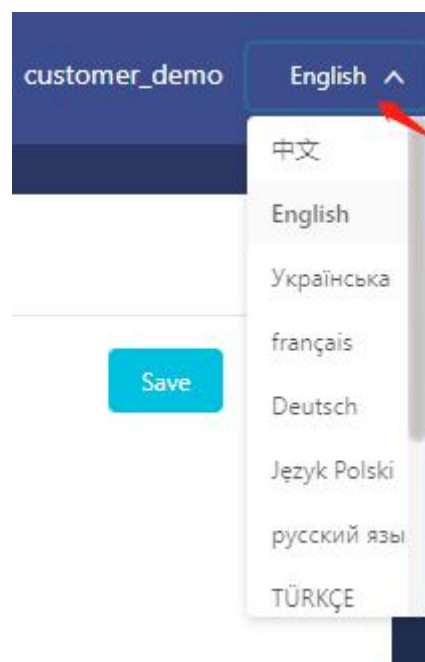 customer_demo English
中文
English
Українська
français
Save
Deutsch
Język Polski
русский язы
TÜRKÇE